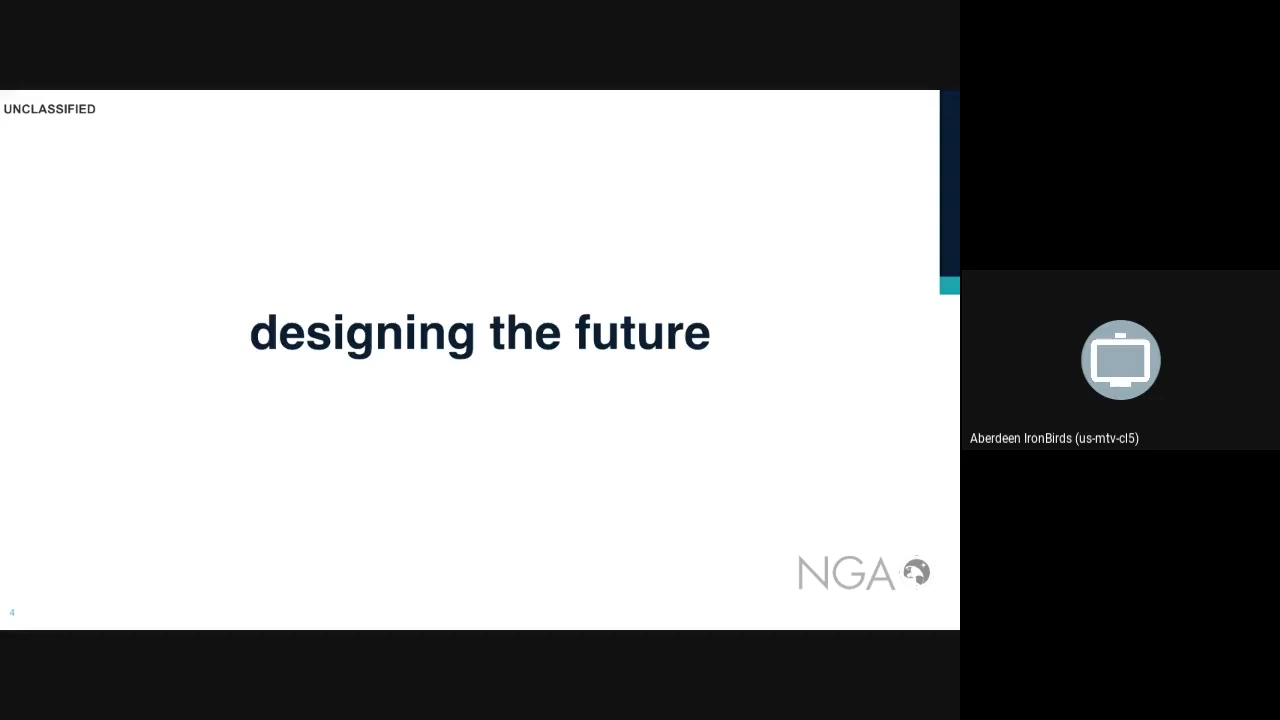 UNCLASSIFIED
designing the future
NGA
4
Aberdeen IronBirds (us-mtv-cl5)